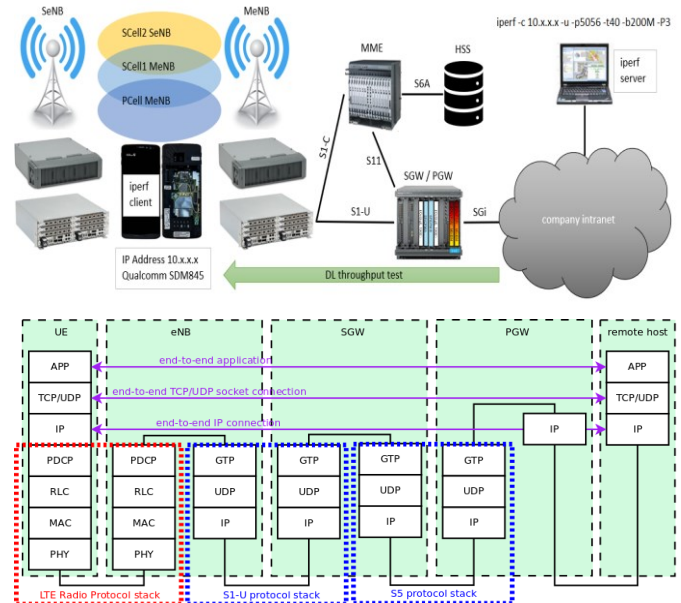 SeNB
MeNB
iperf -c 10.x.x.x -u -p5056 -t40 -b200M -P3
SCell2 SeNB
SCell1 MeNB
PCell MeNB
MME
HSS
S6A
iperf
server
S1-C
S11
iperf
client
SGW / PGW
S1-U
SGi
company intranet
IP Address 10.x.x.x
Qualcomm SDM845
DL throughput test
UE
eNB
SGW
PGW
remote host
APP
end-to-end application
APP
TCP/UDP
end-to-end TCP/UDP socket connection
TCP/UDP
IP
end-to-end IP connection
IP
IP
PDCP
PDCP
GTP
GTP
GTP
GTP
RLC
RLC
UDP
UDP
UDP
UDP
MAC
MAC
IP
IP
IP
IP
PHY
PHY
LTE Radio Protocol stack
S1-U protocol stack
S5 protocol stack